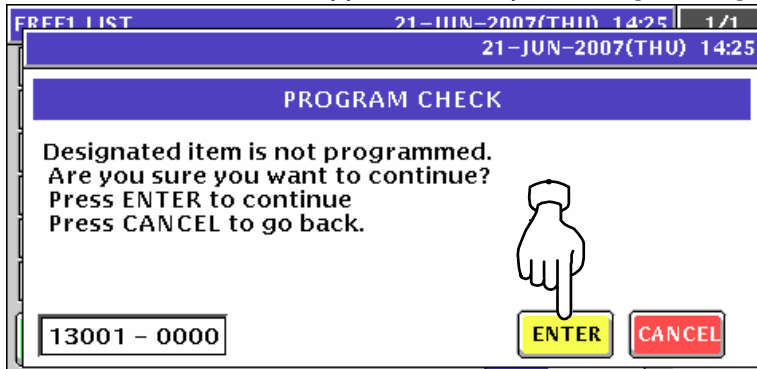 FREE1 LIST 21-JUN-2007(THU) 14:25 1/1
21-JUN-2007(THU) 14:25
PROGRAM CHECK
Designated item is not programmed.
Are you sure you want to continue?
Press ENTER to continue
Press CANCEL to go back.
13001 - 0000 ENTER CANCEL